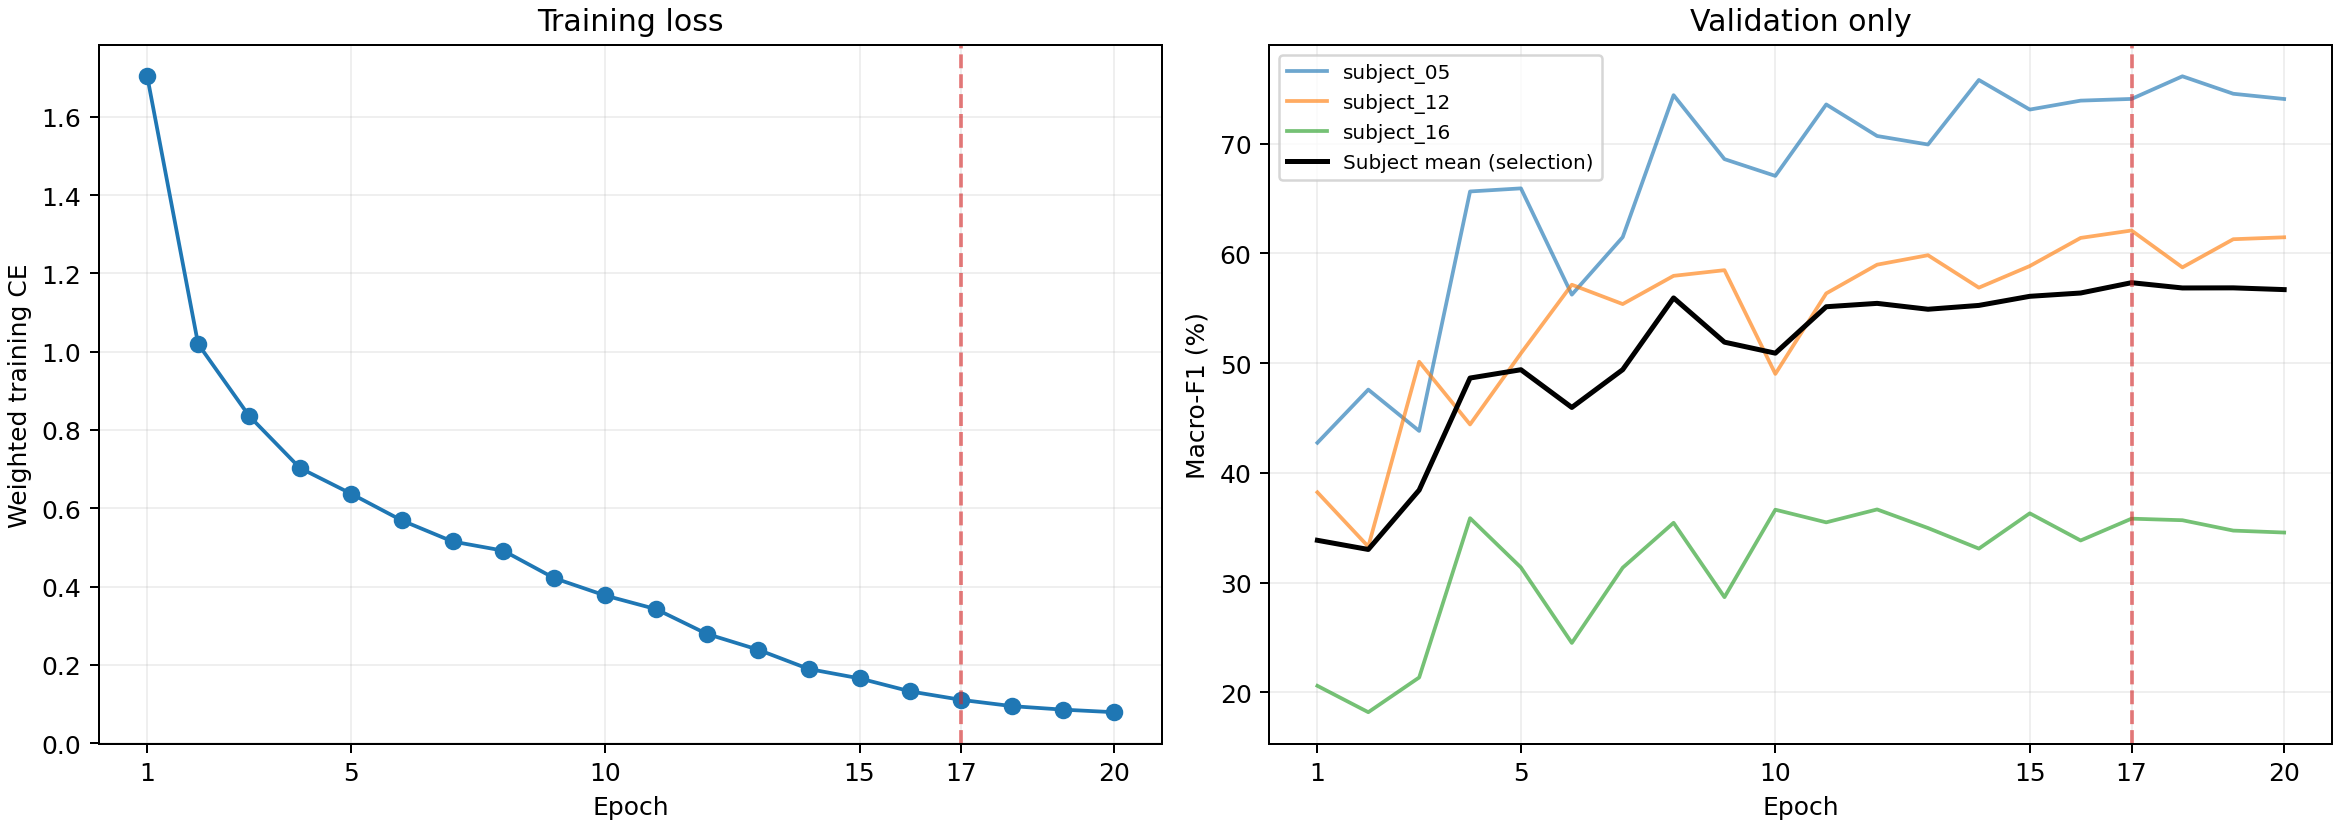 Training loss
Weighted training CE
1.6
1.4
1.2
1.0
0.8
0.6
0.4
0.2
0.0
1 5 10 15 17 20
Epoch
Validation only
subject_05
subject_12
subject_16
Subject mean (selection)
Macro-F1 (%)
70
60
50
40
30
20
1 5 10 15 17 20
Epoch